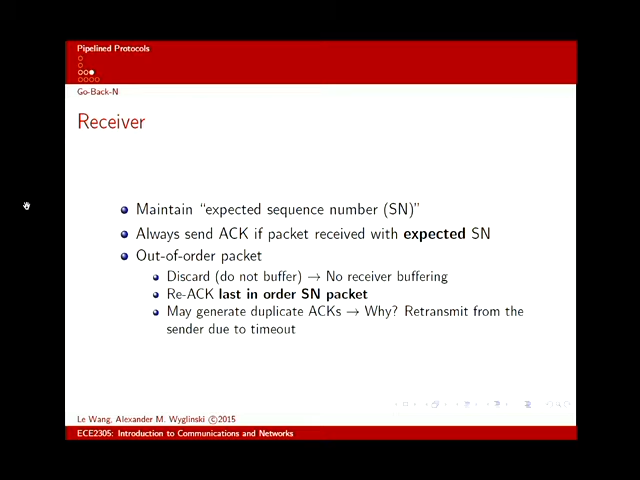 Pipelined Protocols
Go-Back-N
Receiver
Maintain “expected sequence number (SN)”
Always send ACK if packet received with expected SN
Out-of-order packet
Discard (do not buffer) → No receiver buffering
Re-ACK last in order SN packet
May generate duplicate ACKs → Why? Retransmit from the
sender due to timeout
Le Wang, Alexander M. Wyglinski ©2015
ECE2305: Introduction to Communications and Networks